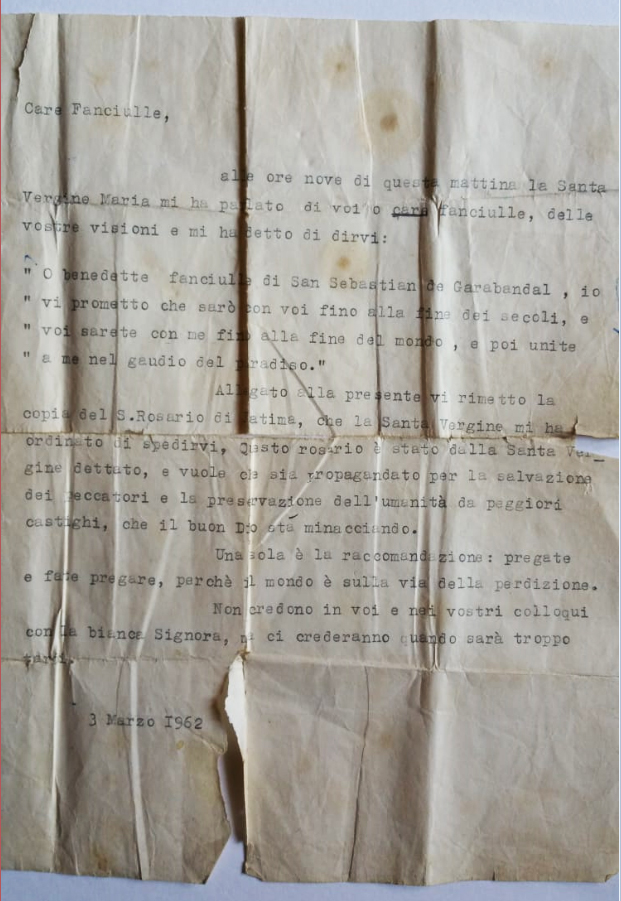 Care Fanciulle,
alle ore nove di questa mattina la Santa
Vergine Maria mi ha parlato di voi o care fanciulle, delle
vostre visioni e mi ha detto di dirvi:
" O benedette fanciulle di San Sebastian de Garabandal , io
" vi prometto che sarò con voi fino alla fine dei secoli, e
" voi sarete con me fino alla fine del mondo , e poi unite
" a me nel gaudio del paradiso."
Allegato alla presente vi rimetto la
copia del S.Rosario di Fatima, che la Santa Vergine mi ha
ordinato di spedirvi, Questo rosario è stato dalla Santa Ver_
gine dettato, e vuole che sia propagandato per la salvazione
dei peccatori e la preservazione dell'umanità da peggiori
castighi, che il buon Dio sta minacciando.
Una sola è la raccomandazione: pregate
e fate pregare, perchè il mondo è sulla via della perdizione.
Non credono in voi e nei vostri colloqui
con la bianca Signora, ci crederanno quando sarà troppo
tardi.
3 Marzo I962